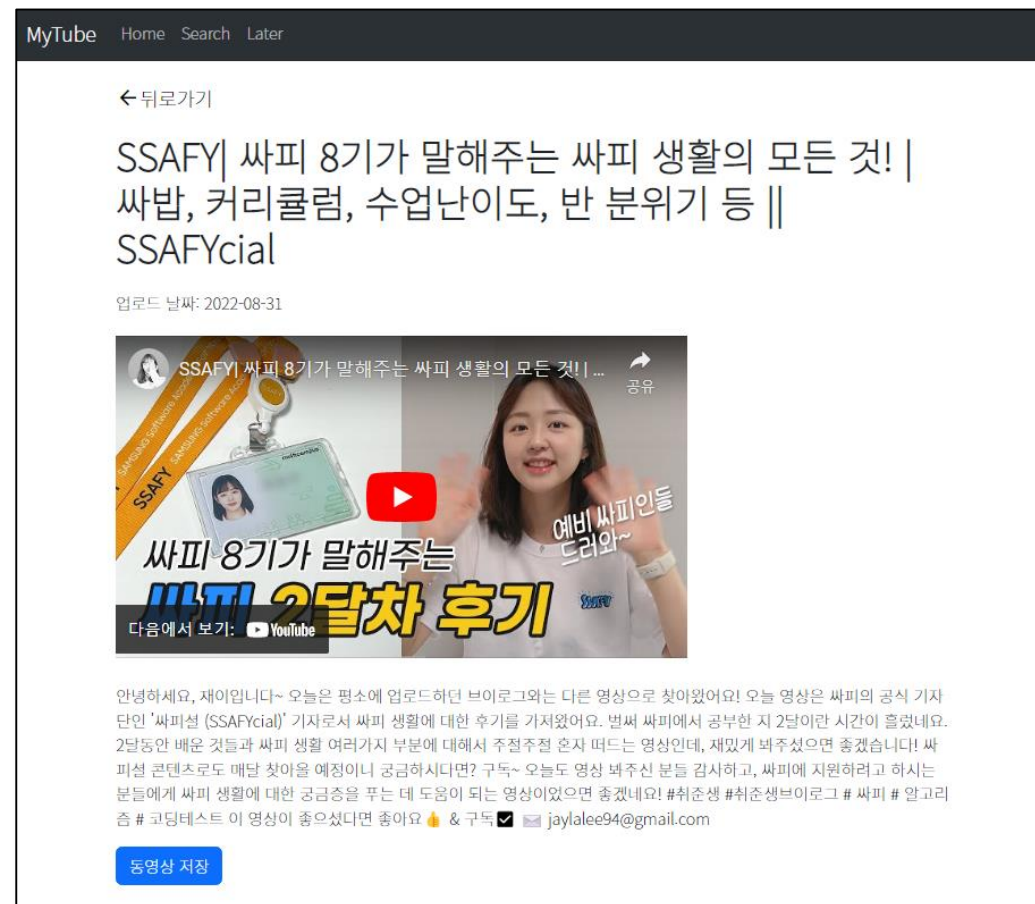 MyTube Home Search Later
뒤로가기
SSAFY| 싸피 8기가 말해주는 싸피 생활의 모든 것! |
싸밥, 커리큘럼, 수업난이도, 반 분위기 등 ||
SSAFYcial
업로드 날짜: 2022-08-31
SSAFY| 싸피 8기가 말해주는 싸피 생활의 모든 것! | ...
공유
SAMSUNG Software
SAMSUNG Software Acad
SSAFY
multicampus
예비 싸피인들
드러와~
SSAFY
싸피 8기가 말해주는
싸피 2달차 후기
다음에서 보기: YouTube
안녕하세요, 재이입니다~ 오늘은 평소에 업로드하던 브이로그와는 다른 영상으로 찾아왔어요! 오늘 영상은 싸피의 공식 기자
단인 '싸피셜 (SSAFYcial)' 기자로서 싸피 생활에 대한 후기를 가져왔어요. 벌써 싸피에서 공부한 지 2달이란 시간이 흘렀네요.
2달동안 배운 것들과 싸피 생활 여러가지 부분에 대해서 주절주절 혼자 떠드는 영상인데, 재밌게 봐주셨으면 좋겠습니다! 싸
피셜 콘텐츠로도 매달 찾아올 예정이니 궁금하시다면? 구독~ 오늘도 영상 봐주신 분들 감사하고, 싸피에 지원하려고 하시는
분들에게 싸피 생활에 대한 궁금증을 푸는 데 도움이 되는 영상이었으면 좋겠네요! #취준생 #취준생브이로그 # 싸피 # 알고리
즘 # 코딩테스트 이 영상이 좋으셨다면 좋아요👍 & 구독☑ ✉ jaylalee94@gmail.com
동영상 저장